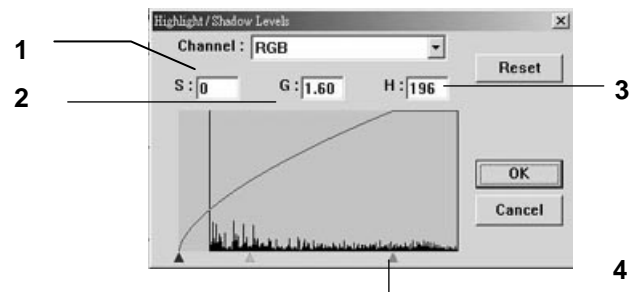 Highlight / Shadow Levels
Channel : RGB
1
Reset
S : 0 G : 1.60 H : 196
3
2
OK
Cancel
4